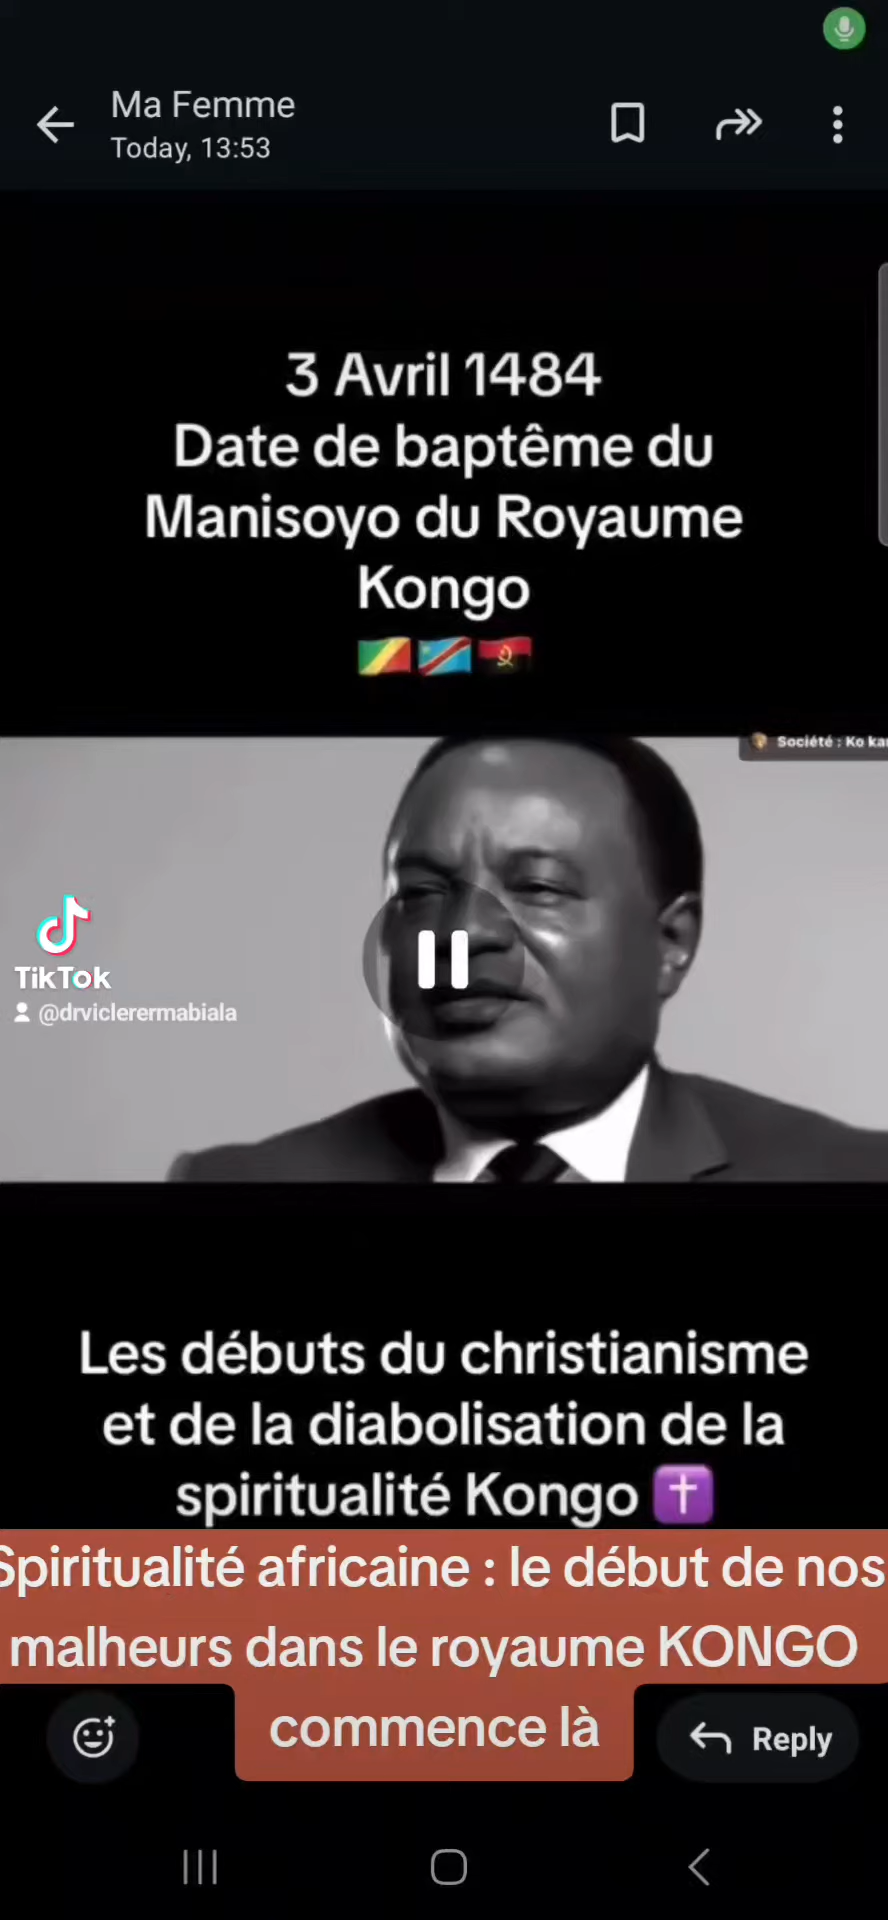 Ma Femme
Today, 13:53
3 Avril 1484
Date de baptême du
Manisoyo du Royaume
Kongo
Société : Ko
TikTok
@drviclerermabiala
Les débuts du christianisme
et de la diabolisation de la
spiritualité Kongo
Spiritualité africaine : le début de nos
malheurs dans le royaume KONGO
commence là
Reply